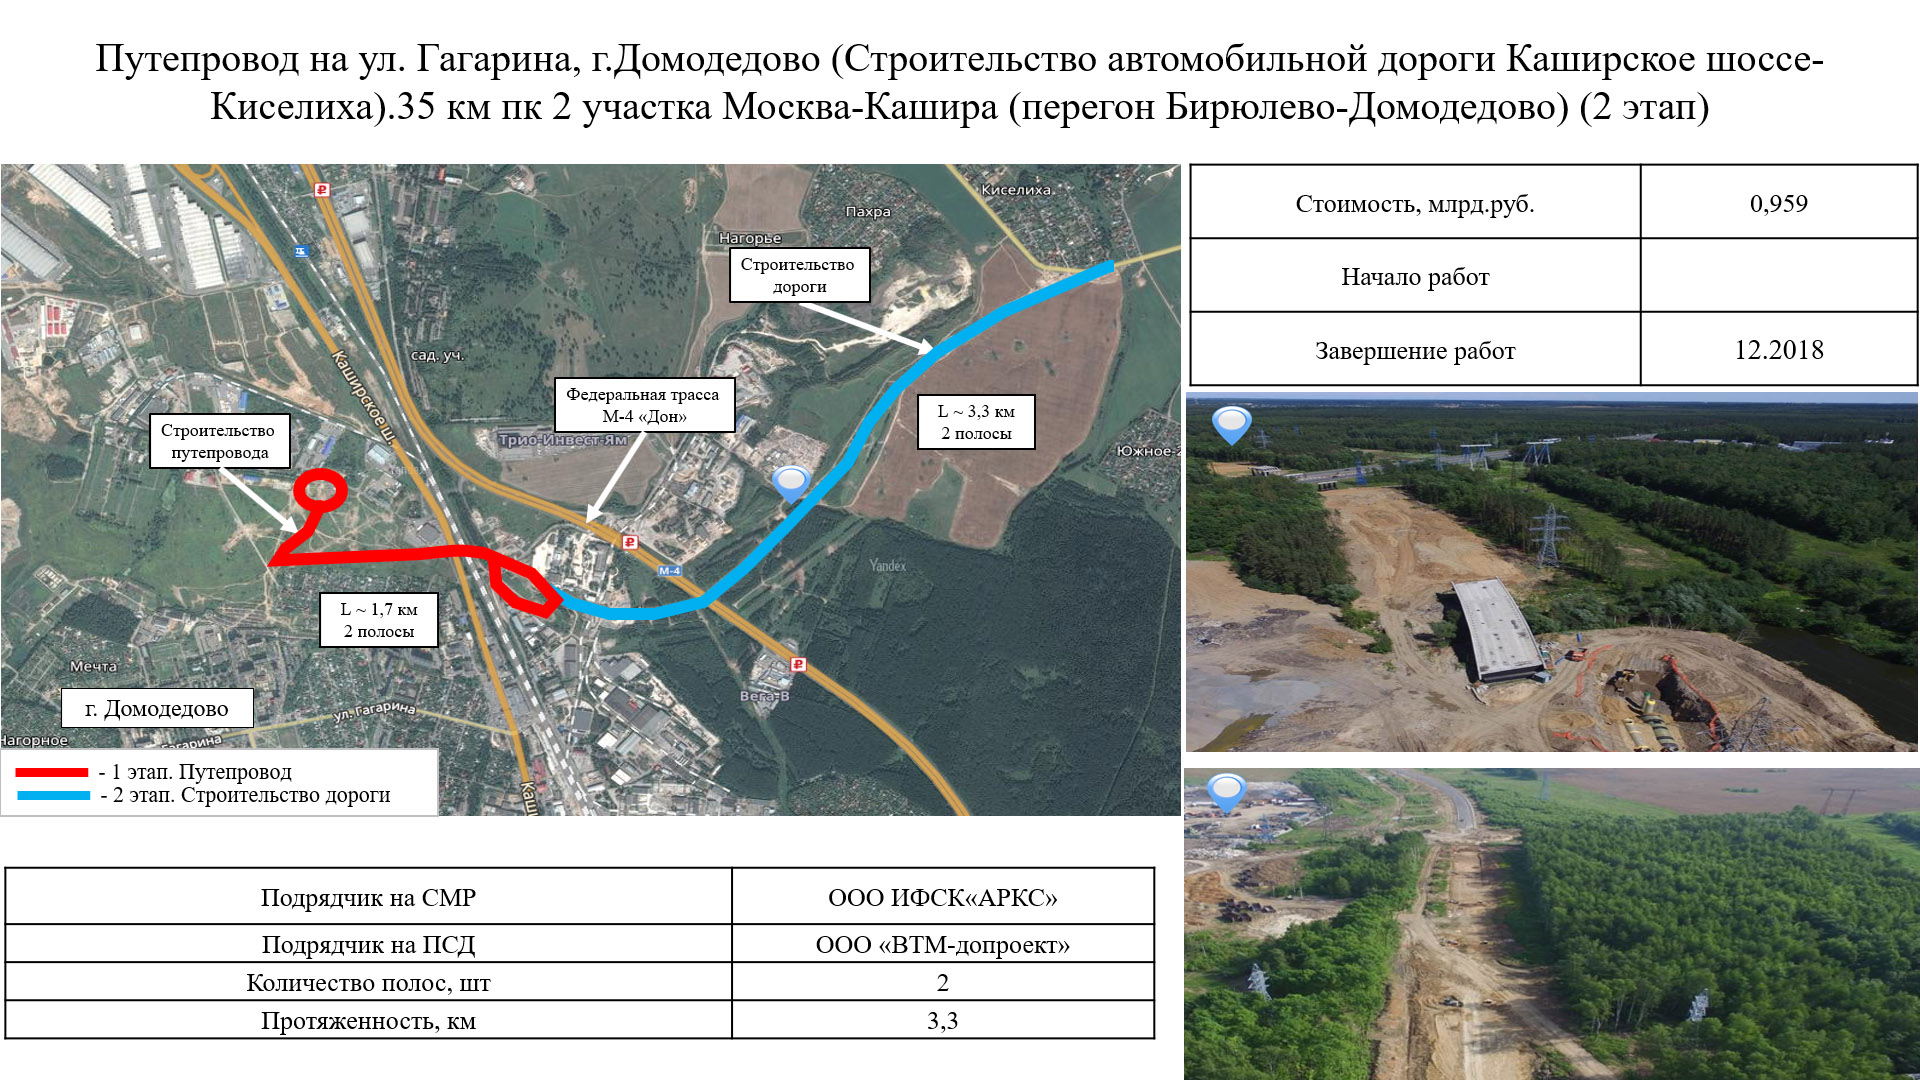 Путепровод на ул. Гагарина, г.Домодедово (Строительство автомобильной дороги Каширское шоссе-
Киселиха).35 км пк 2 участка Москва-Кашира (перегон Бирюлево-Домодедово) (2 этап)
Киселиха
Пахра
Нагорье
Строительство
дороги
сад. уч.
Каширское ш.
Федеральная трасса
М-4 «Дон»
Трио-Инвест-Ям
L ~ 3,3 км
2 полосы
Южное-2
Строительство
путепровода
Yandex
М-4
Yandex
L ~ 1,7 км
2 полосы
Мечта
Вега-В
г. Домодедово
ул. Гагарина
Нагорное
Гагарина
Каши
- 1 этап. Путепровод
- 2 этап. Строительство дороги
Стоимость, млрд.руб. 0,959
Начало работ
Завершение работ 12.2018
Подрядчик на СМР ООО ИФСК«АРКС»
Подрядчик на ПСД ООО «ВТМ-допроект»
Количество полос, шт 2
Протяженность, км 3,3